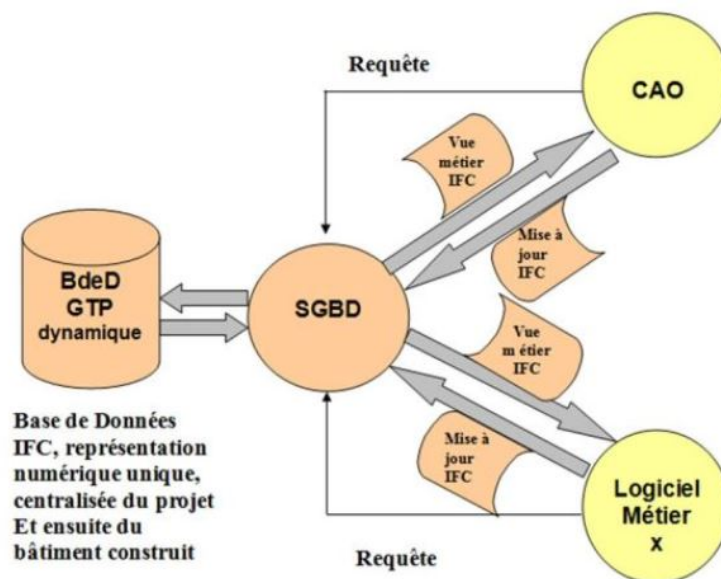 Requête
CAO
Vue
métier
IFC
Mise à
jour
IFC
BdeD
GTP
dynamique
SGBD
Vue
m étier
IFC
Base de Données
IFC, représentation
numérique unique,
centralisée du projet
Et ensuite du
bâtiment construit
Mise à
jour
IFC
Logiciel
Métier
x
Requête